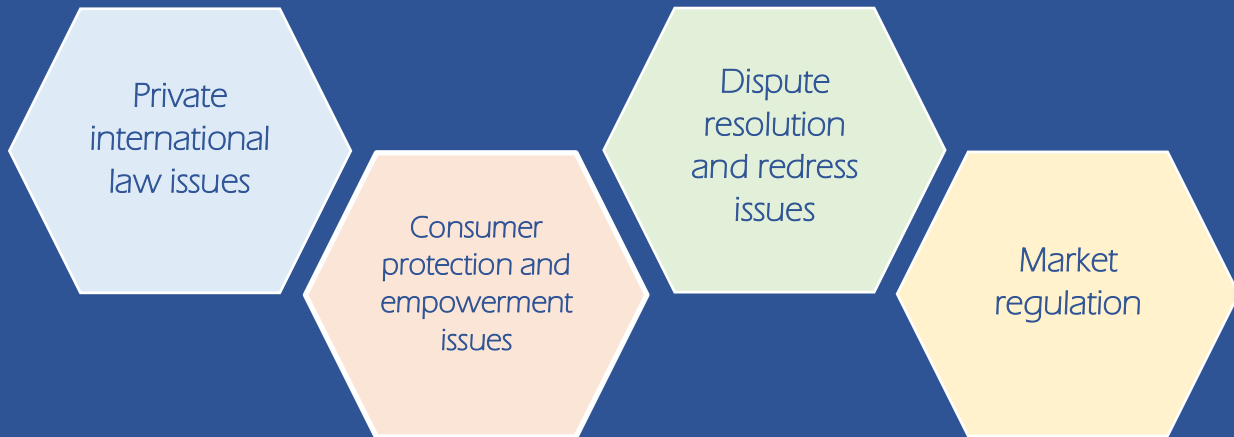 Private
international
law issues
Consumer
protection and
empowerment
issues
Dispute
resolution
and redress
issues
Market
regulation